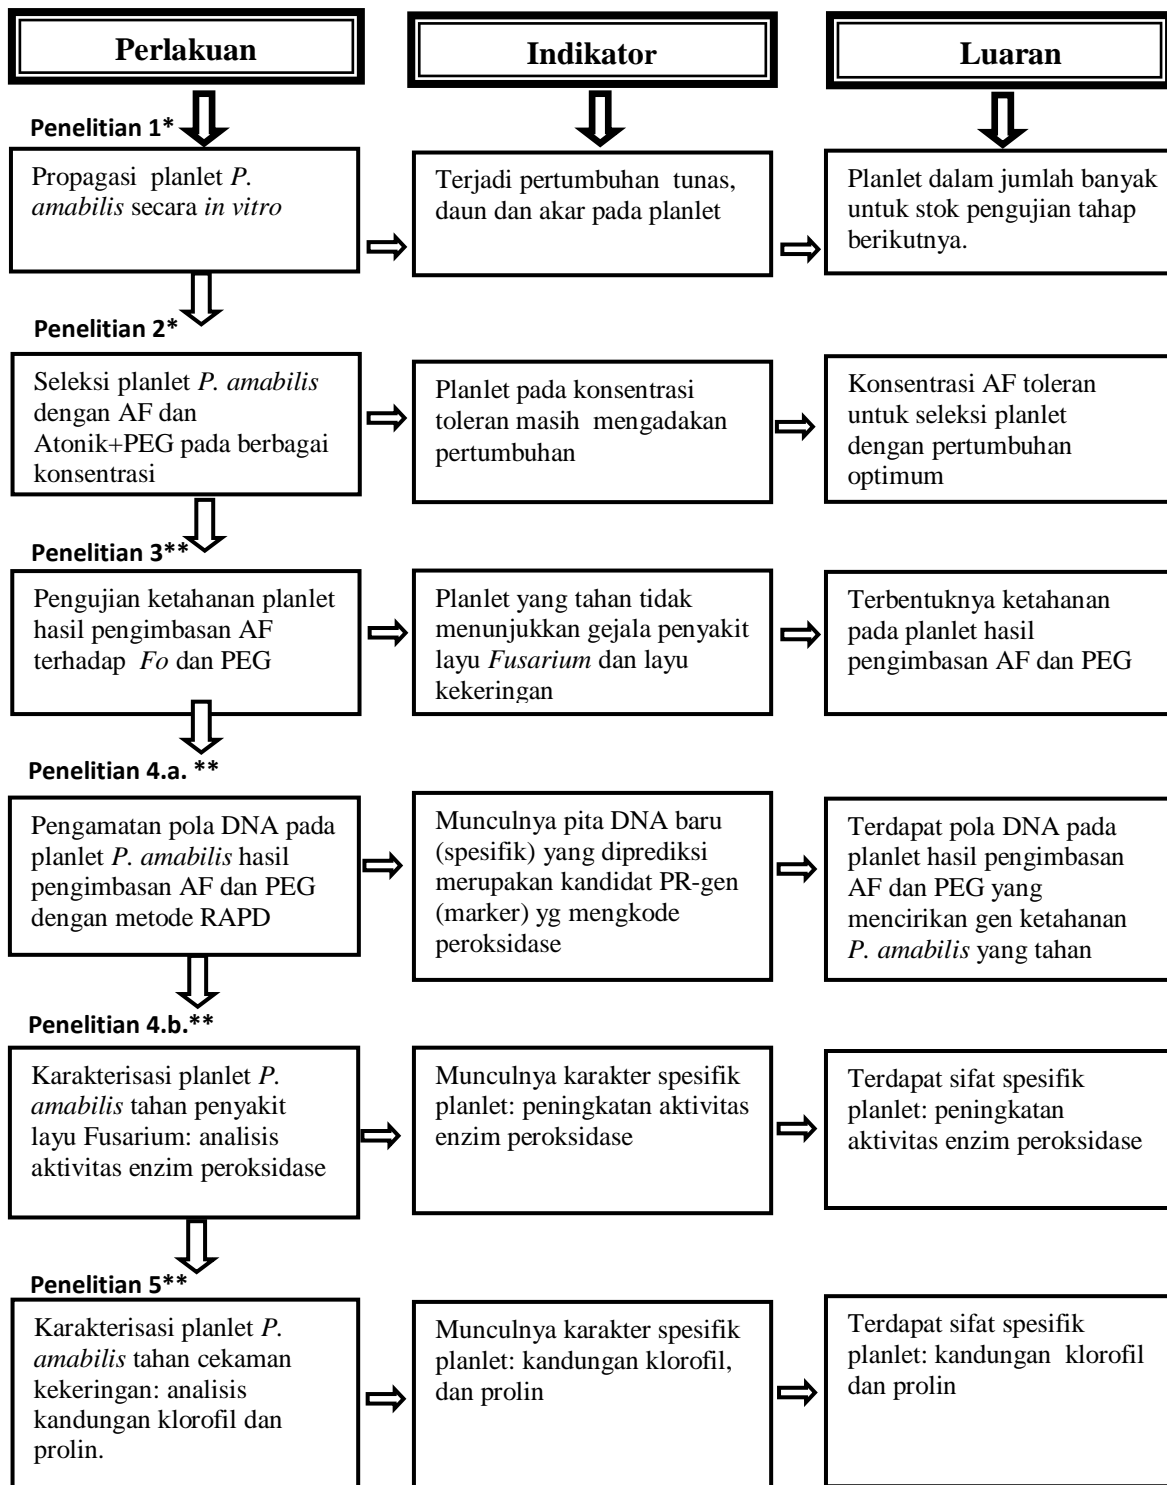 Perlakuan
Indikator
Luaran
Penelitian 1*
Propagasi planlet P.
amabilis secara in vitro
Terjadi pertumbuhan tunas,
daun dan akar pada planlet
Planlet dalam jumlah banyak
untuk stok pengujian tahap
berikutnya.
Penelitian 2*
Seleksi planlet P. amabilis
dengan AF dan
Atonik+PEG pada berbagai
konsentrasi
Planlet pada konsentrasi
toleran masih mengadakan
pertumbuhan
Konsentrasi AF toleran
untuk seleksi planlet
dengan pertumbuhan
optimum
Penelitian 3**
Pengujian ketahanan planlet
hasil pengimbasan AF
terhadap Fo dan PEG
Planlet yang tahan tidak
menunjukkan gejala penyakit
layu Fusarium dan layu
kekeringan
Terbentuknya ketahanan
pada planlet hasil
pengimbasan AF dan PEG
Penelitian 4.a. **
Pengamatan pola DNA pada
planlet P. amabilis hasil
pengimbasan AF dan PEG
dengan metode RAPD
Munculnya pita DNA baru
(spesifik) yang diprediksi
merupakan kandidat PR-gen
(marker) yg mengkode
peroksidase
Terdapat pola DNA pada
planlet hasil pengimbasan
AF dan PEG yang
mencirikan gen ketahanan
P. amabilis yang tahan
Penelitian 4.b.**
Karakterisasi planlet P.
amabilis tahan penyakit
layu Fusarium: analisis
aktivitas enzim peroksidase
Munculnya karakter spesifik
planlet: peningkatan aktivitas
enzim peroksidase
Terdapat sifat spesifik
planlet: peningkatan
aktivitas enzim peroksidase
Penelitian 5**
Karakterisasi planlet P.
amabilis tahan cekaman
kekeringan: analisis
kandungan klorofil dan
prolin.
Munculnya karakter spesifik
planlet: kandungan klorofil,
dan prolin
Terdapat sifat spesifik
planlet: kandungan klorofil
dan prolin